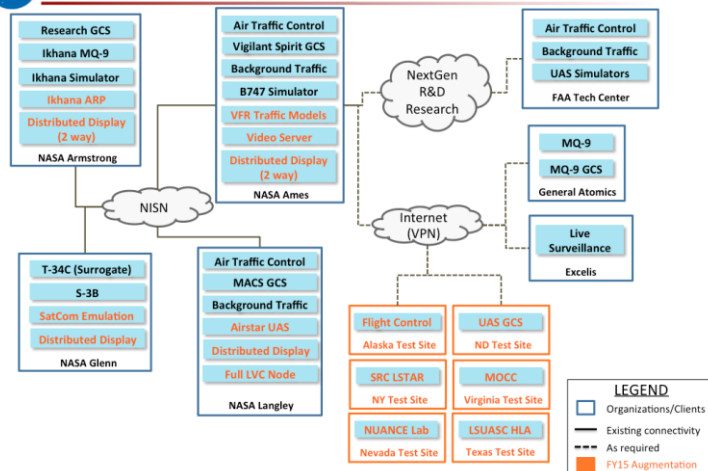 Research GCS
Ikhana MQ-9
Ikhana Simulator
Ikhana ARP
Distributed Display
(2 way)
NASA Armstrong
Air Traffic Control
Vigilant Spirit GCS
Background Traffic
B747 Simulator
VFR Traffic Models
Video Server
Distributed Display
(2 way)
NASA Ames
NextGen
R&D
Research
Air Traffic Control
Background Traffic
UAS Simulators
FAA Tech Center
MQ-9
MQ-9 GCS
General Atomics
NISN
Internet
(VPN)
Live
Surveillance
Excelis
T-34C (Surrogate)
S-3B
SatCom Emulation
Distributed Display
NASA Glenn
Air Traffic Control
MACS GCS
Background Traffic
Airstar UAS
Distributed Display
Full LVC Node
NASA Langley
Flight Control
Alaska Test Site
UAS GCS
ND Test Site
SRC LSTAR
NY Test Site
MOCC
Virginia Test Site
NUANCE Lab
Nevada Test Site
LSUASC HLA
Texas Test Site
LEGEND
Organizations/Clients
Existing connectivity
As required
FY15 Augmentation